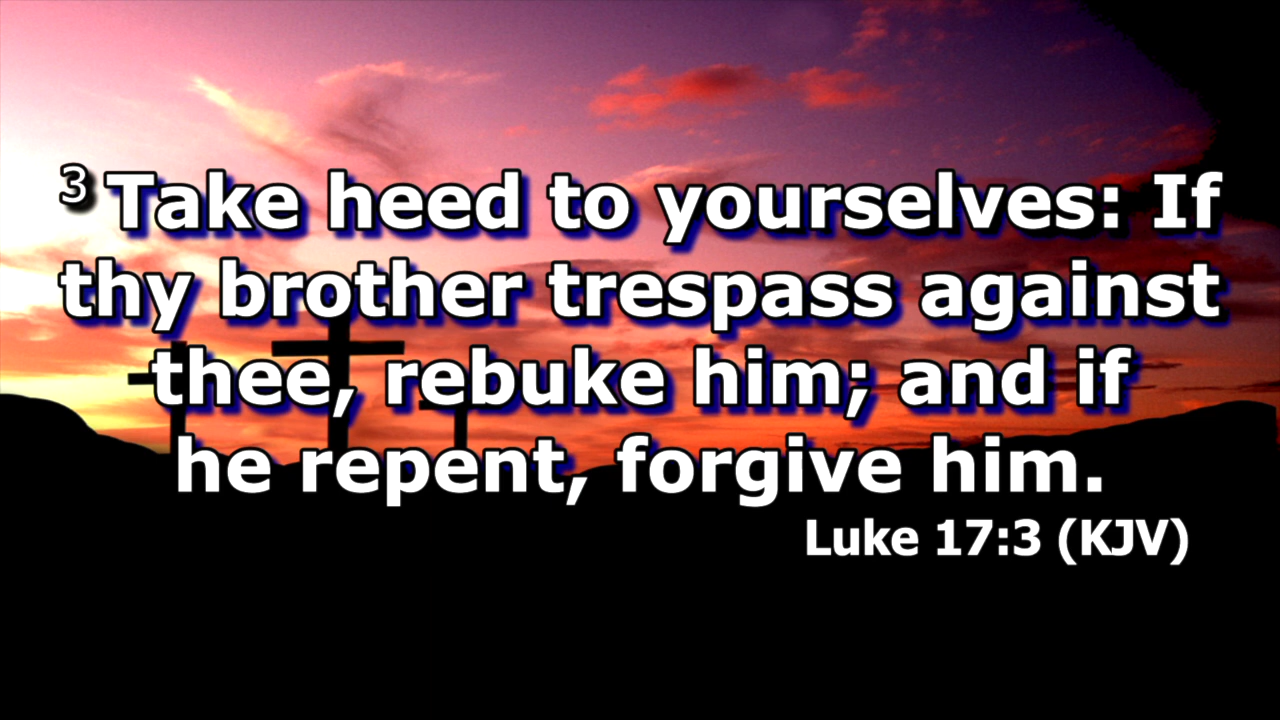 3 Take heed to yourselves: If
thy brother trespass against
thee, rebuke him; and if
he repent, forgive him.
Luke 17:3 (KJV)